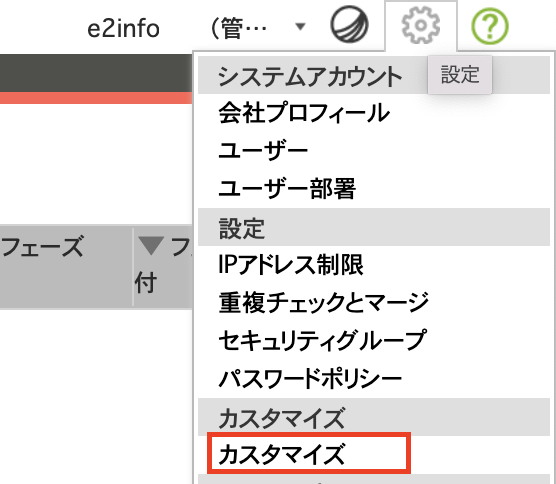 e2info (管… ▼
システムアカウント
設定
会社プロフィール
ユーザー
ユーザー部署
設定
フェーズ
▼ フ
付
IPアドレス制限
重複チェックとマージ
セキュリティグループ
パスワードポリシー
カスタマイズ
カスタマイズ